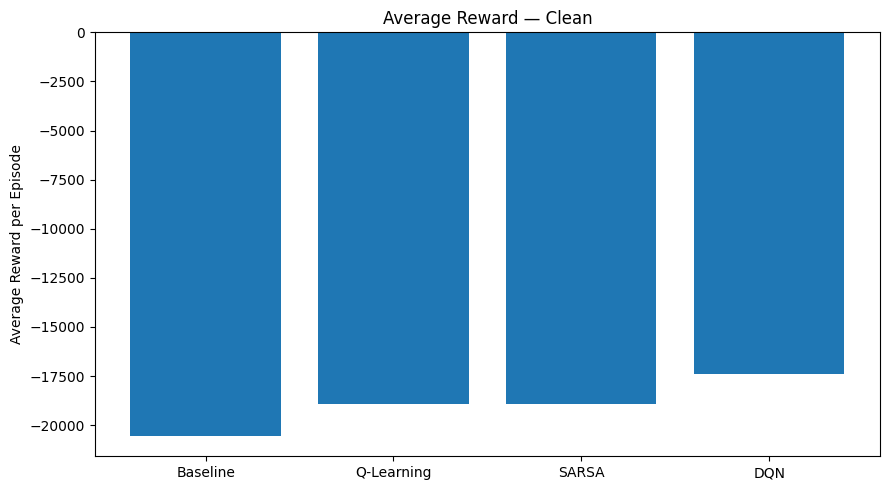 Average Reward — Clean
Average Reward per Episode
0
−2500
−5000
−7500
−10000
−12500
−15000
−17500
−20000
Baseline
Q-Learning
SARSA
DQN